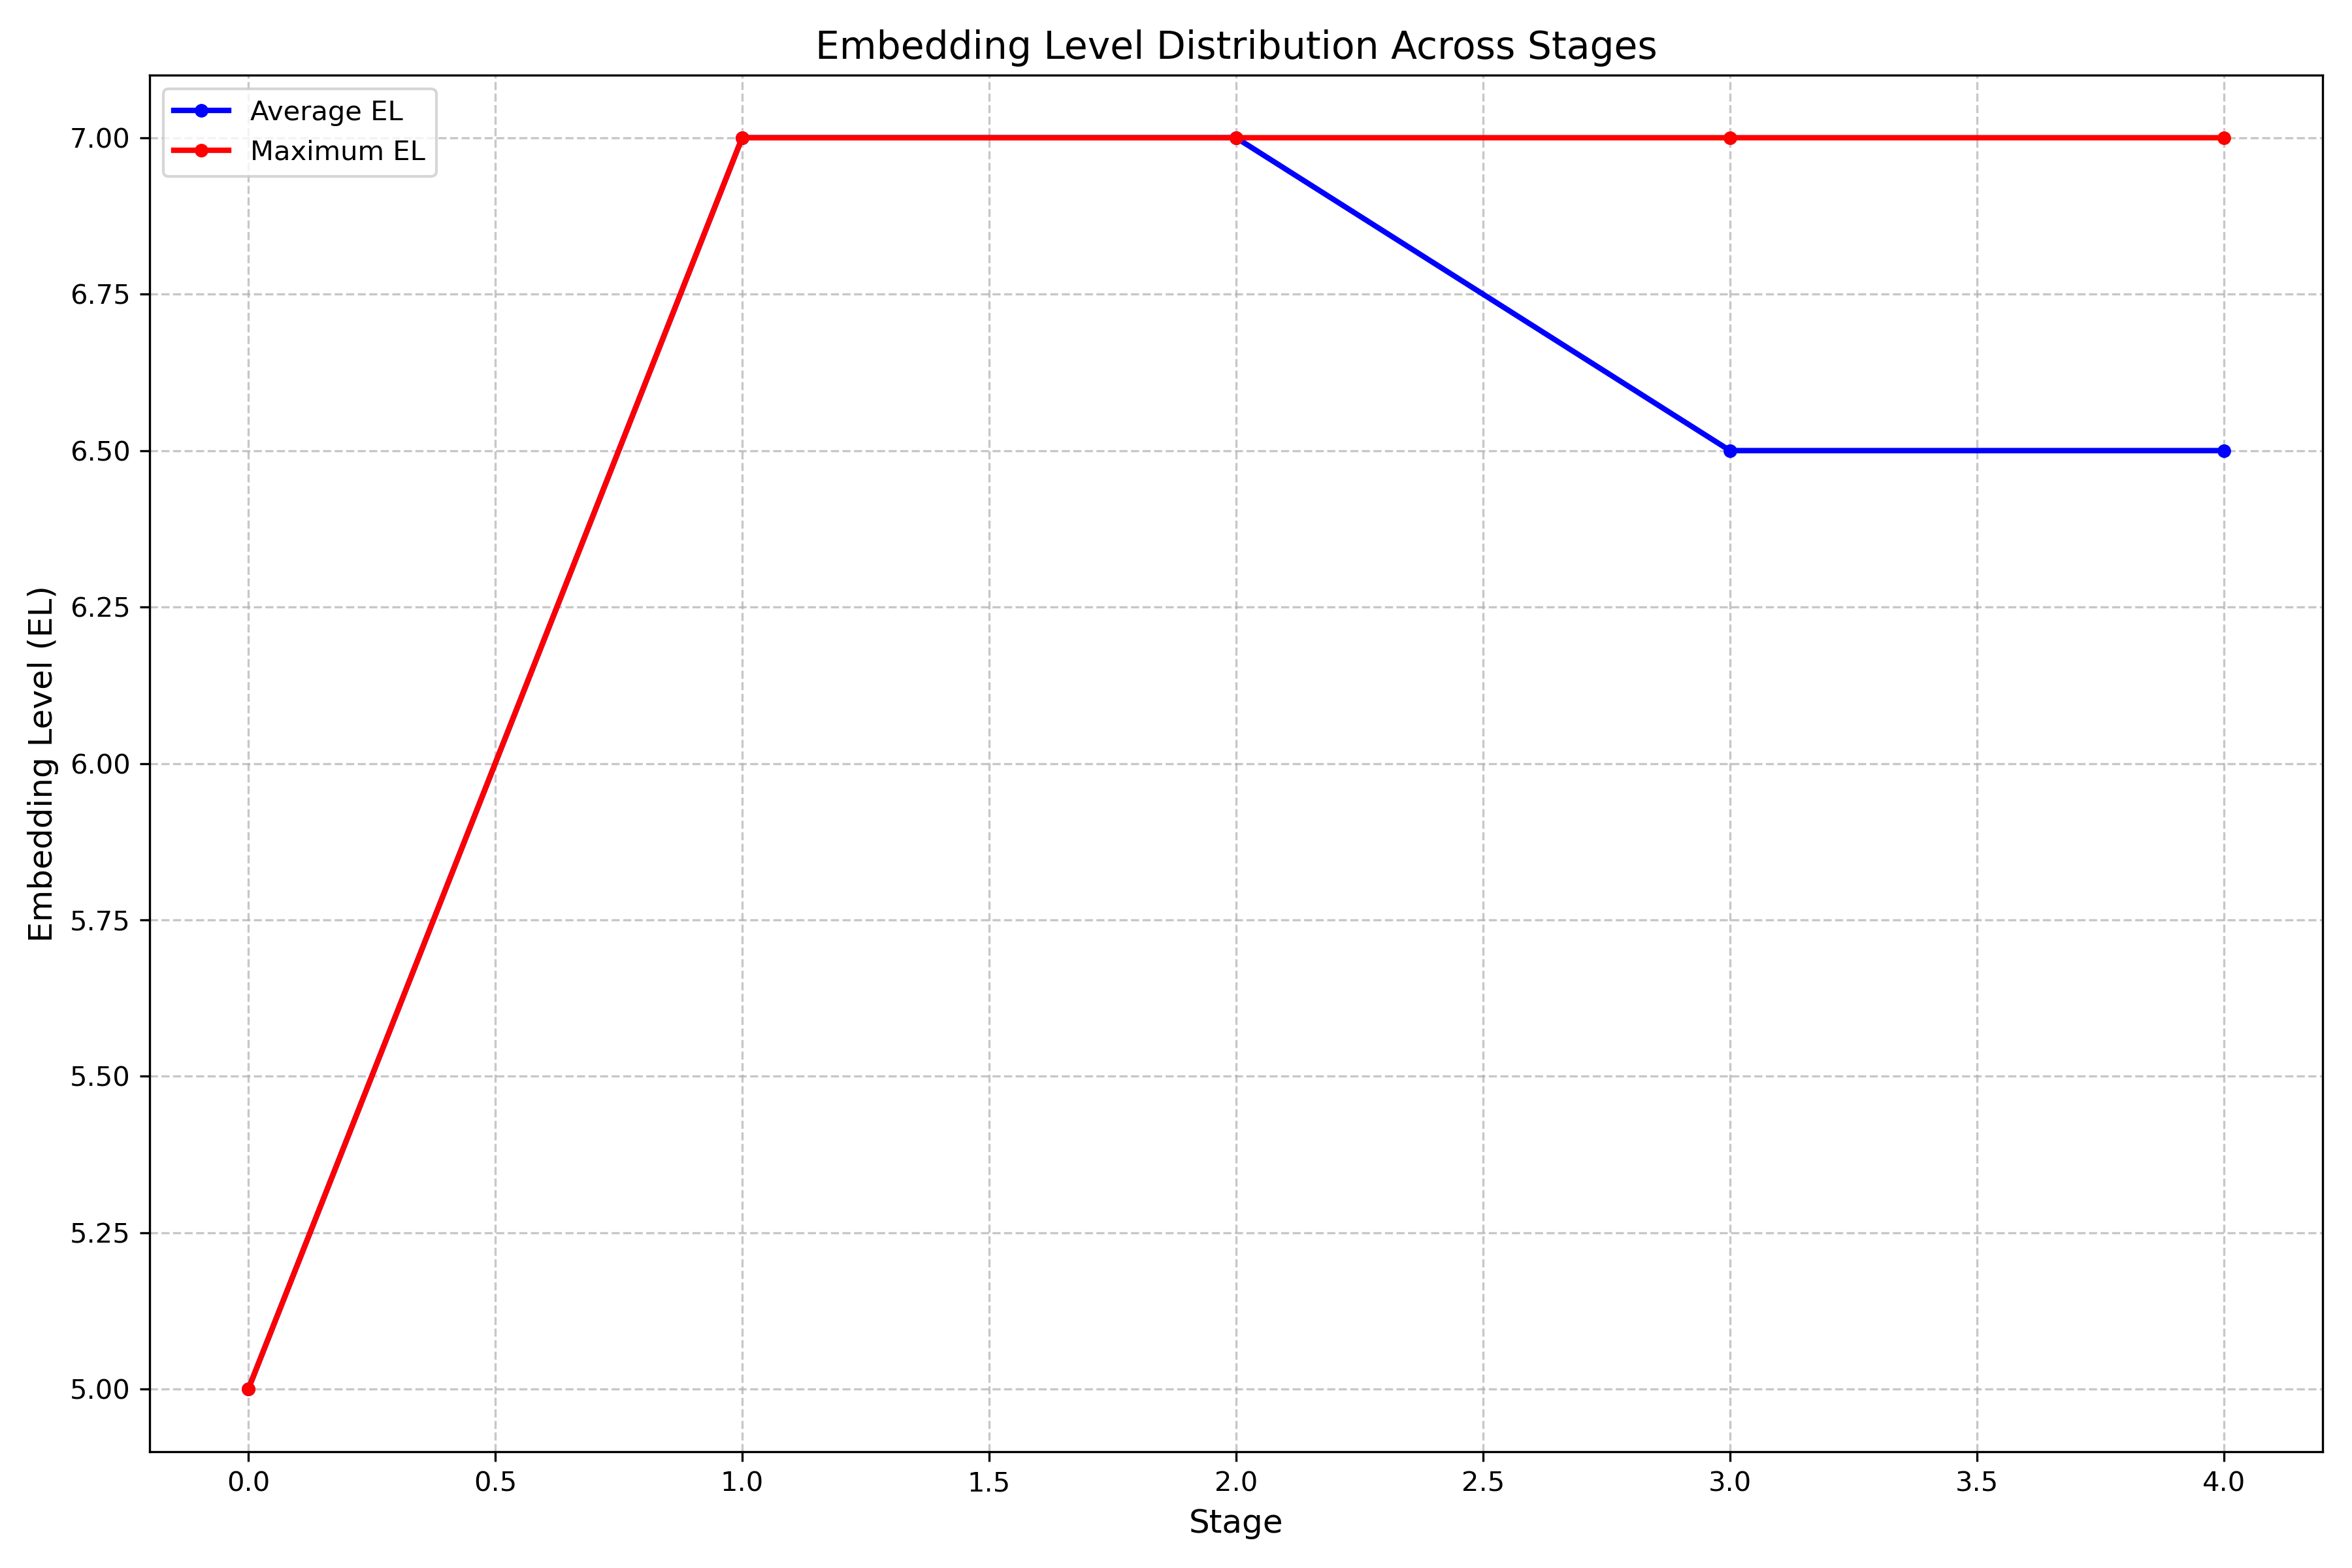 Embedding Level Distribution Across Stages
Average EL
Maximum EL
7.00
6.75
6.50
6.25
6.00
5.75
5.50
5.25
5.00
Embedding Level (EL)
0.0 0.5 1.0 1.5 2.0 2.5 3.0 3.5 4.0
Stage